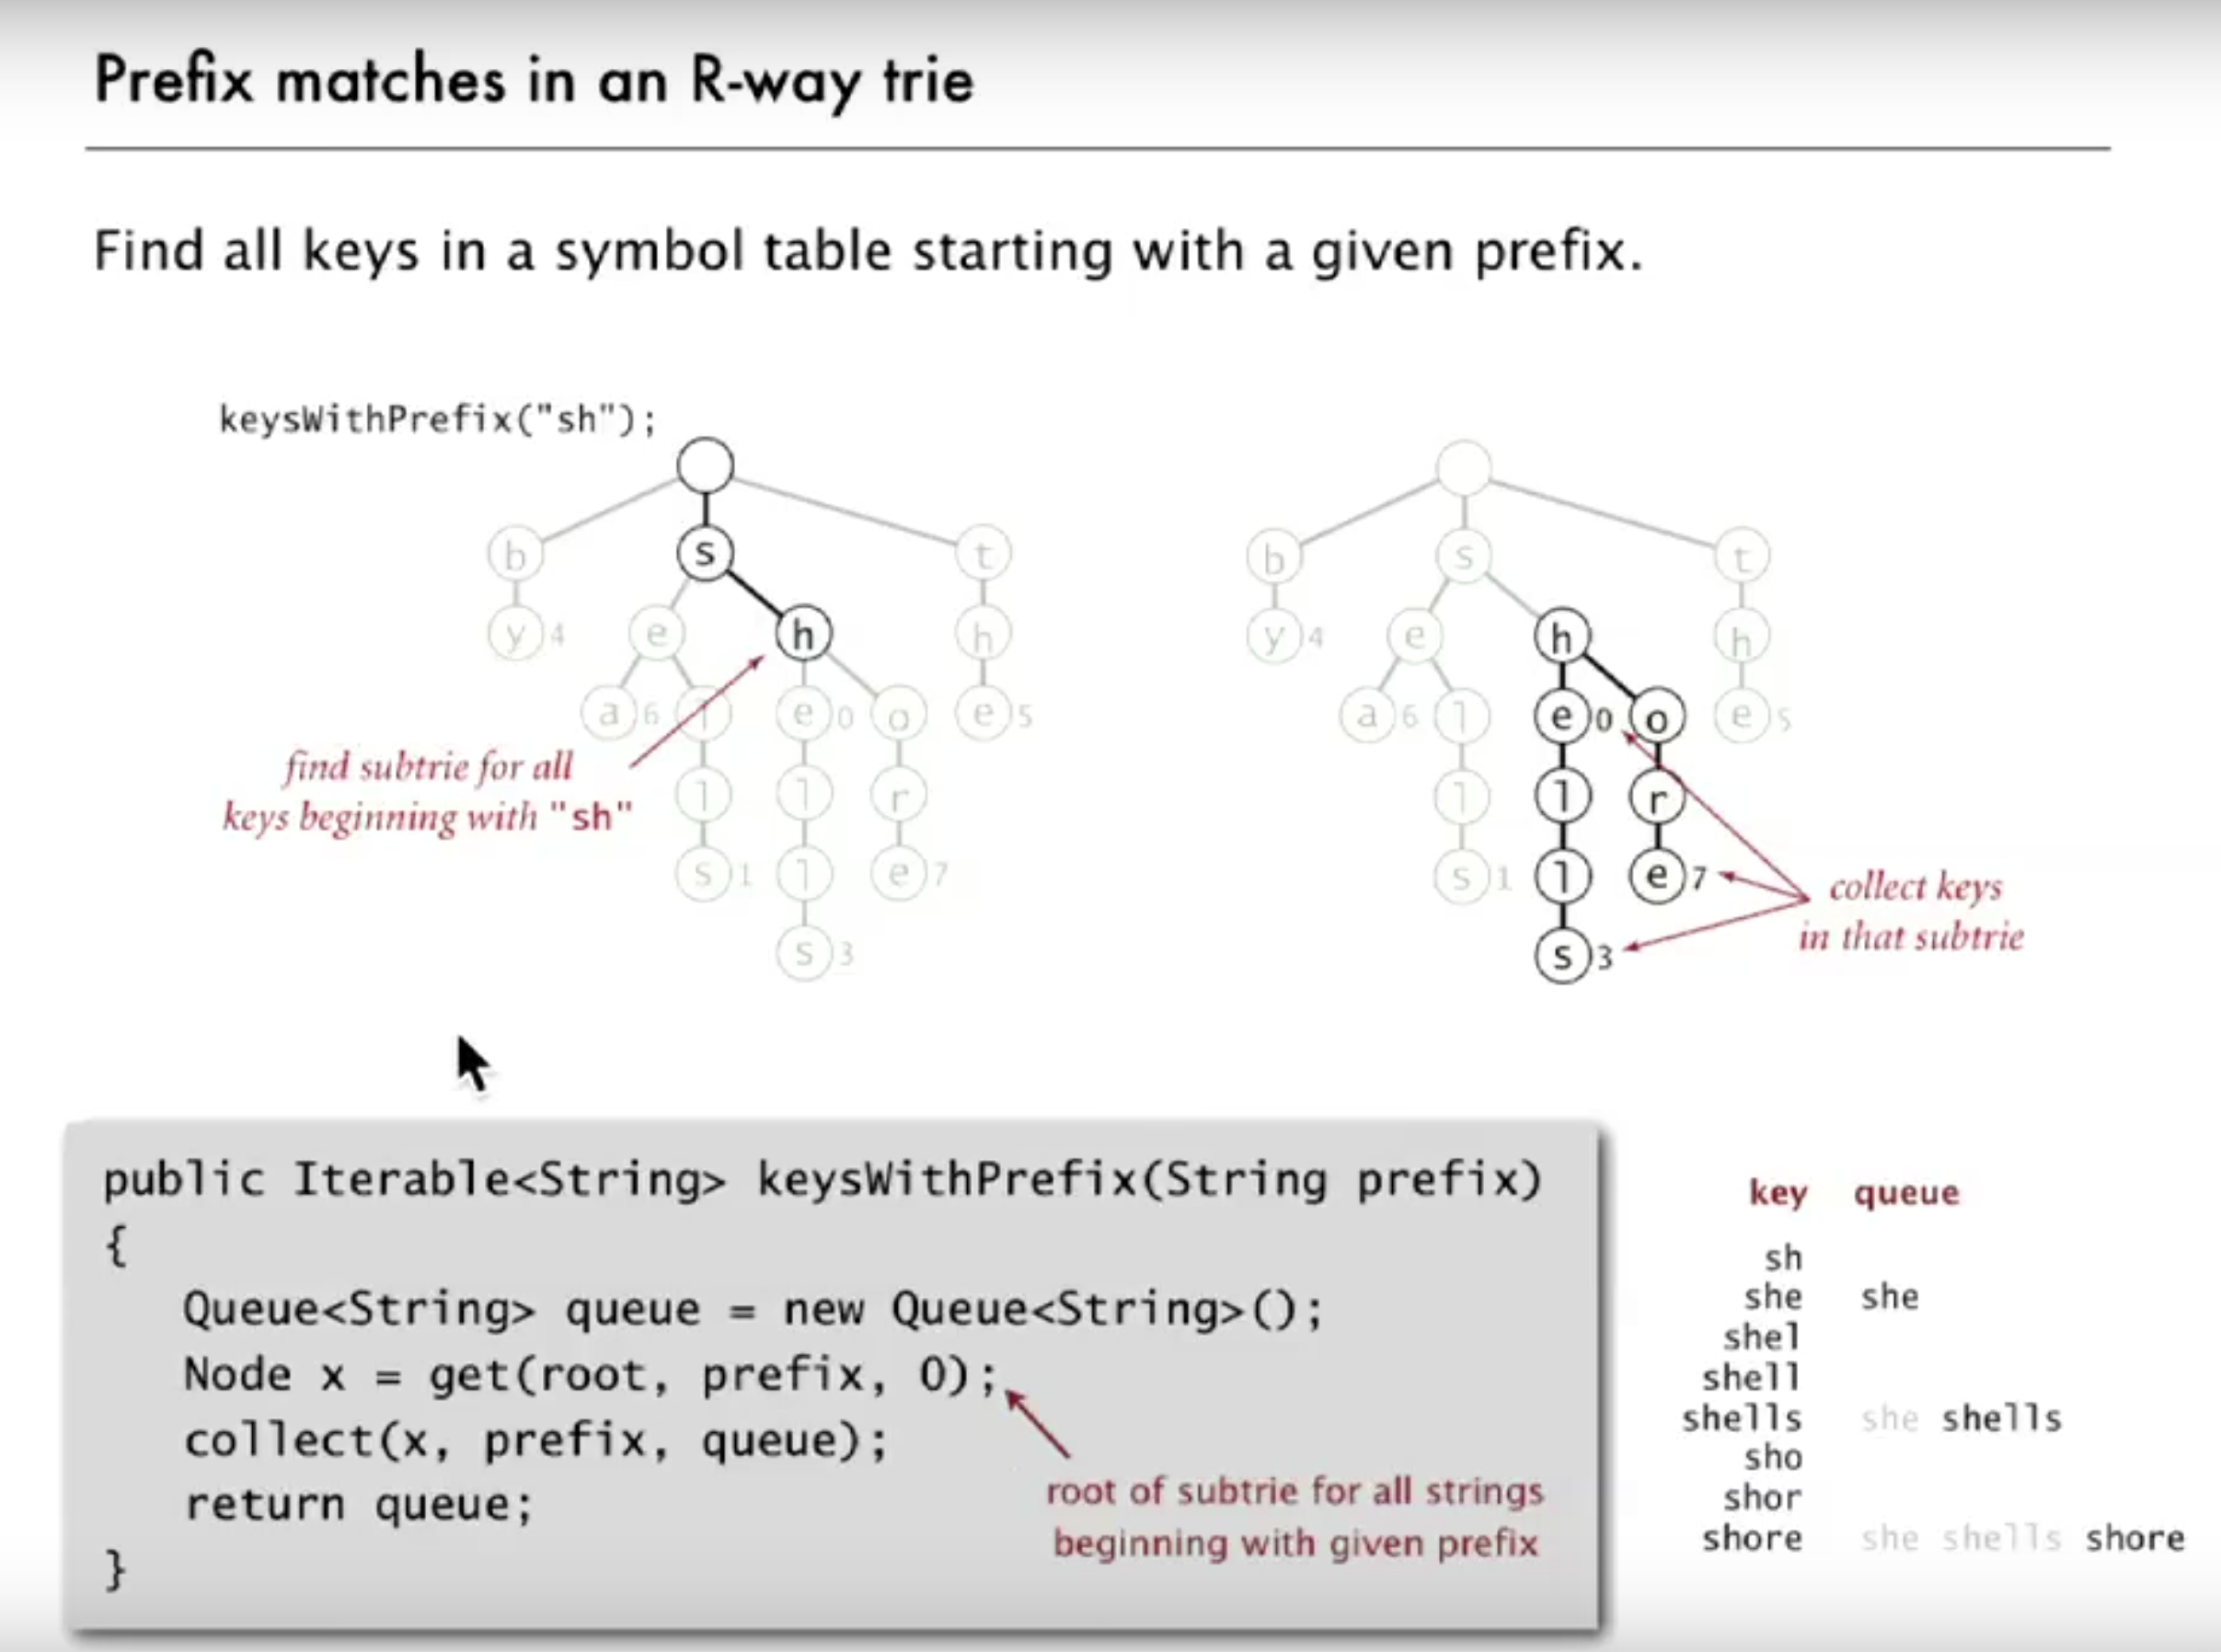 Prefix matches in an R-way trie
Find all keys in a symbol table starting with a given prefix.
keysWithPrefix("sh");
b s t
y 4 e h h
a 6 l e 0 o e 5
l l r
s 1 l e 7
s 3
find subtrie for all
keys beginning with "sh"
b s t
y 4 e h h
a 6 l e 0 o e 5
l l r
s 1 l e 7
s 3
collect keys
in that subtrie
public Iterable<String> keysWithPrefix(String prefix)
{
Queue<String> queue = new Queue<String>();
Node x = get(root, prefix, 0);
collect(x, prefix, queue);
return queue;
}
root of subtrie for all strings
beginning with given prefix
key queue
sh
she she
shel
shell
shells she shells
sho
shor
shore she shells shore